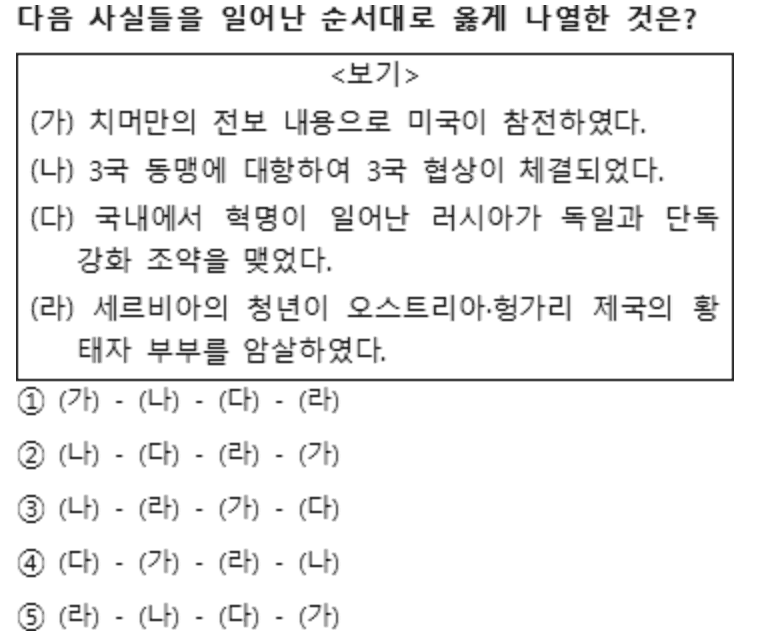 다음 사실들을 일어난 순서대로 옳게 나열한 것은?
<보기>
(가) 치머만의 전보 내용으로 미국이 참전하였다.
(나) 3국 동맹에 대항하여 3국 협상이 체결되었다.
(다) 국내에서 혁명이 일어난 러시아가 독일과 단독
강화 조약을 맺었다.
(라) 세르비아의 청년이 오스트리아·헝가리 제국의 황
태자 부부를 암살하였다.
① (가) - (나) - (다) - (라)
② (나) - (다) - (라) - (가)
③ (나) - (라) - (가) - (다)
④ (다) - (가) - (라) - (나)
⑤ (라) - (나) - (다) - (가)